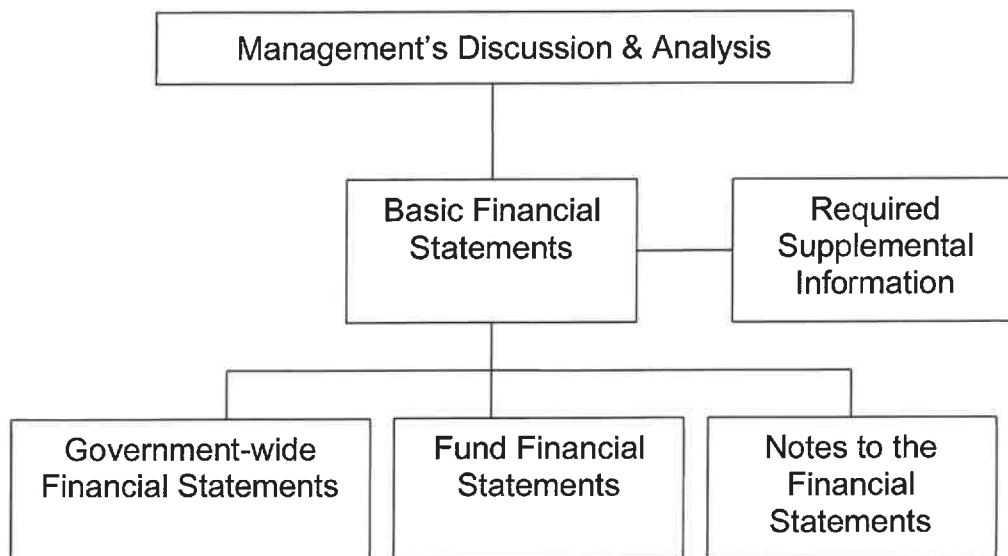 Management's Discussion & Analysis
Basic Financial
Statements
Required
Supplemental
Information
Government-wide
Financial Statements
Fund Financial
Statements
Notes to the
Financial
Statements